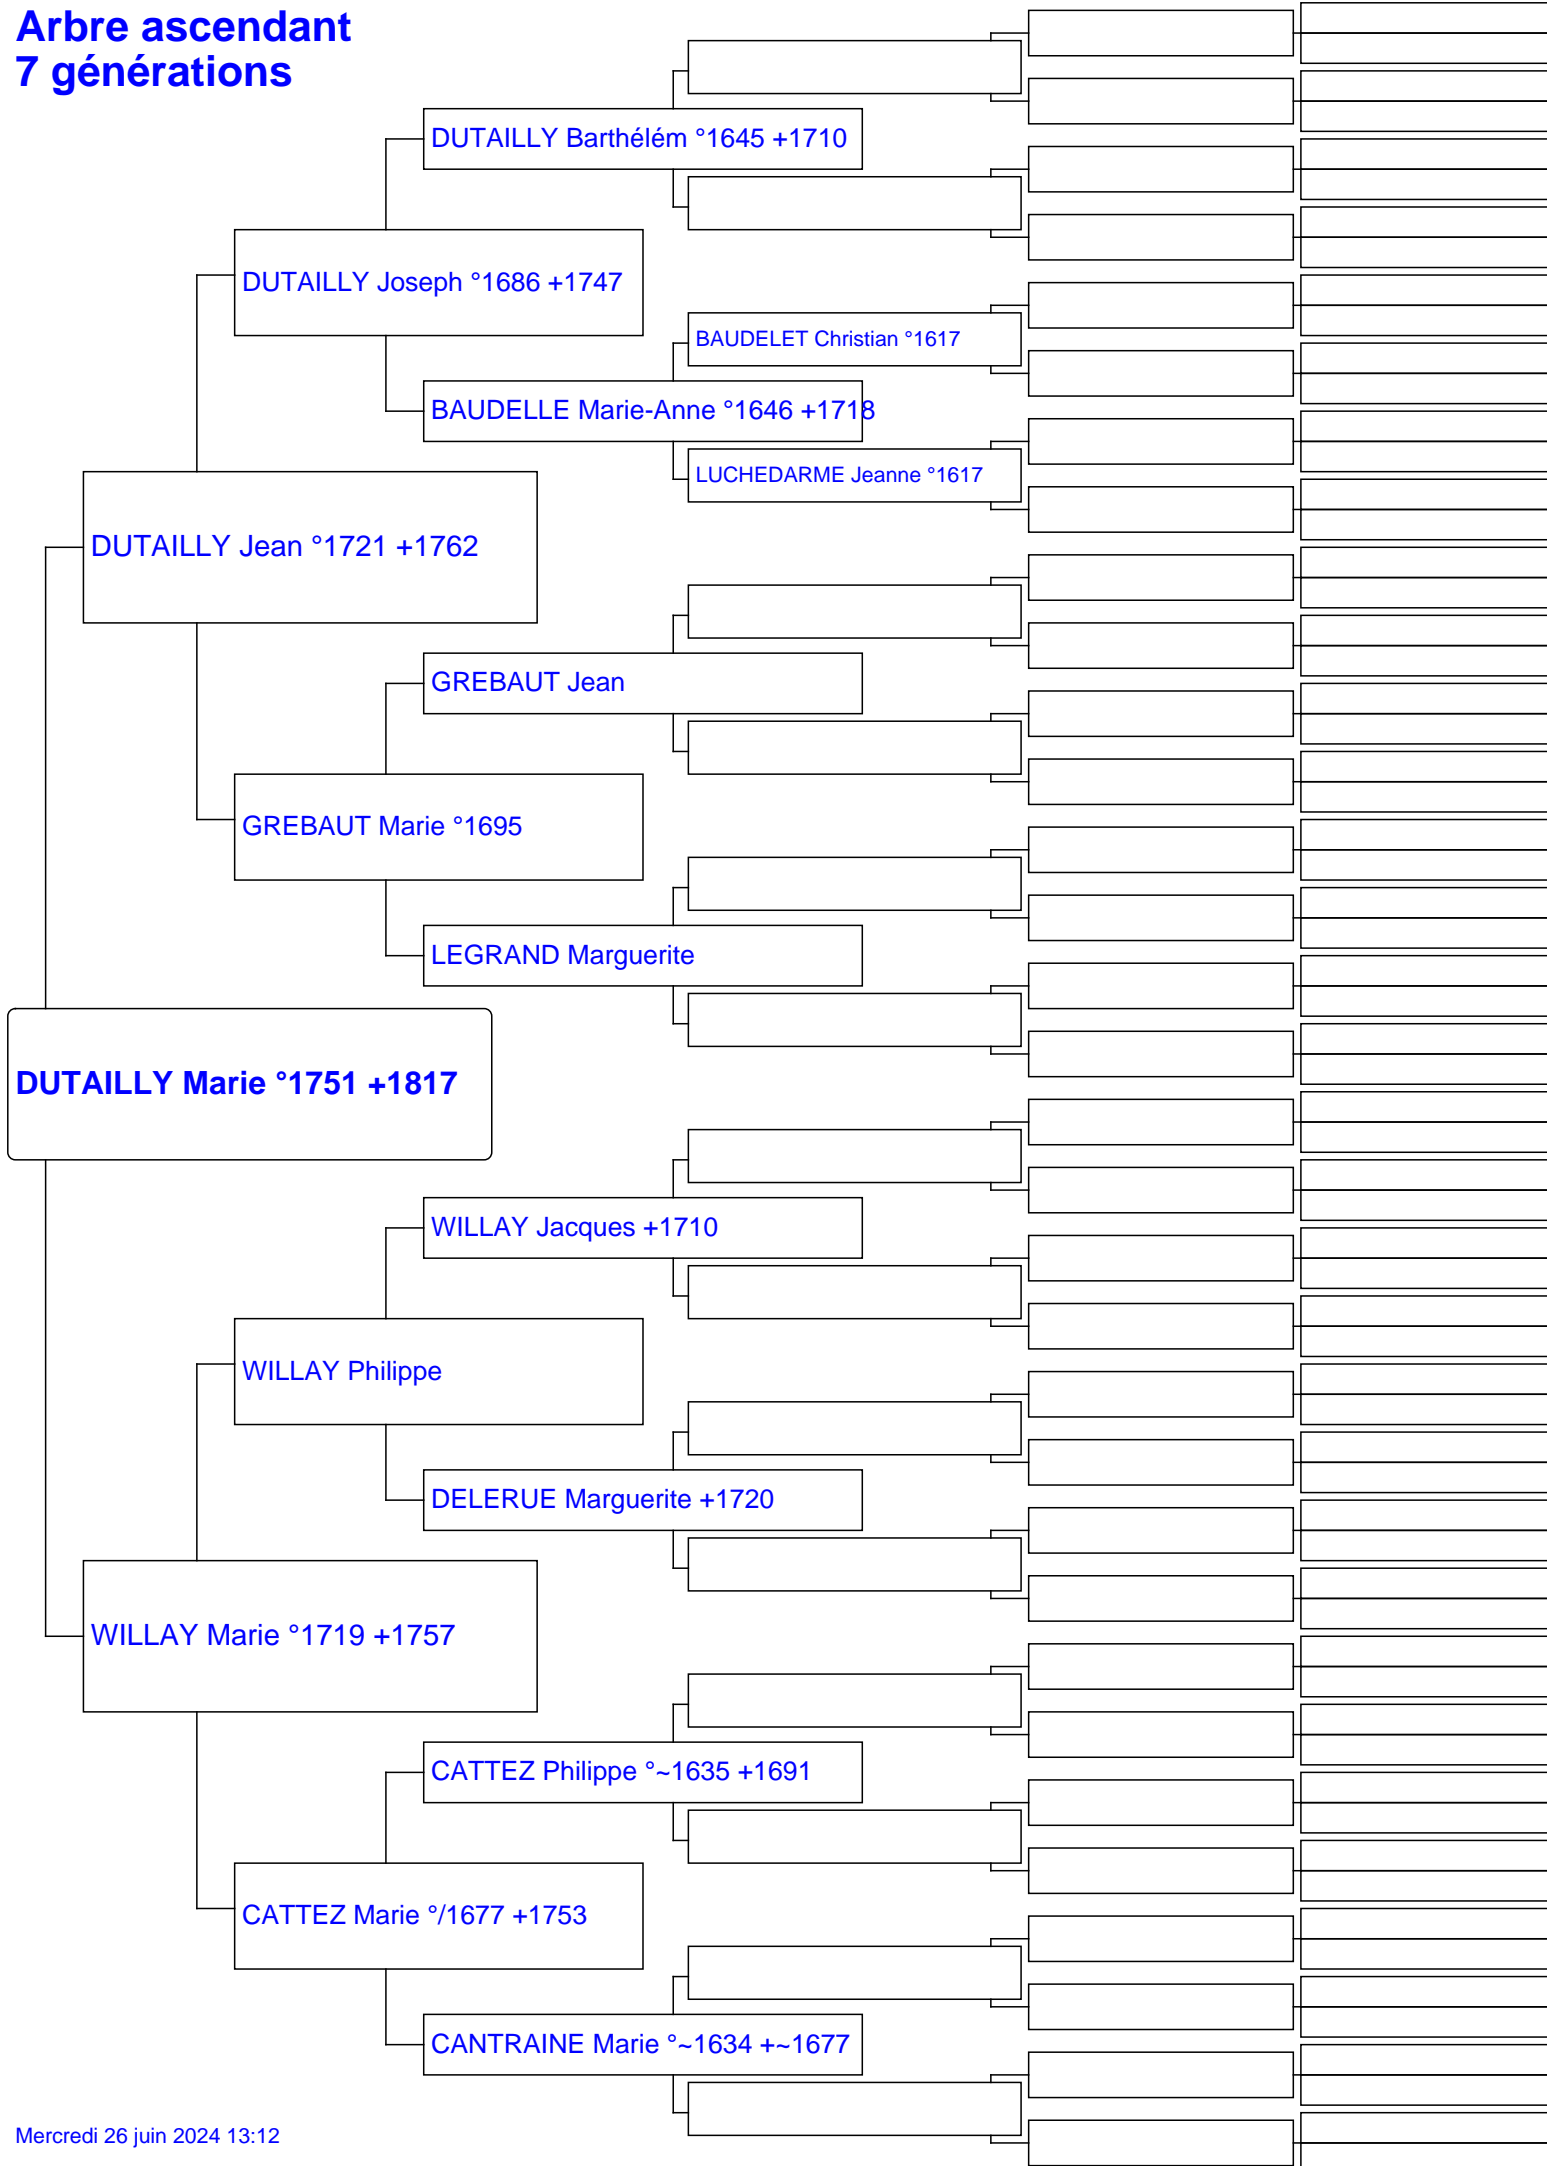 Arbre ascendant
7 générations
DUTAILLY Barthélém °1645 +1710
DUTAILLY Joseph °1686 +1747
BAUDELET Christian °1617
BAUDELLE Marie-Anne °1646 +1718
LUCHEDARME Jeanne °1617
DUTAILLY Jean °1721 +1762
GREBAUT Jean
GREBAUT Marie °1695
LEGRAND Marguerite
DUTAILLY Marie °1751 +1817
WILLAY Jacques +1710
WILLAY Philippe
DELERUE Marguerite +1720
WILLAY Marie °1719 +1757
CATTEZ Philippe °~1635 +1691
CATTEZ Marie °/1677 +1753
CANTRAINE Marie °~1634 +~1677
Mercredi 26 juin 2024 13:12